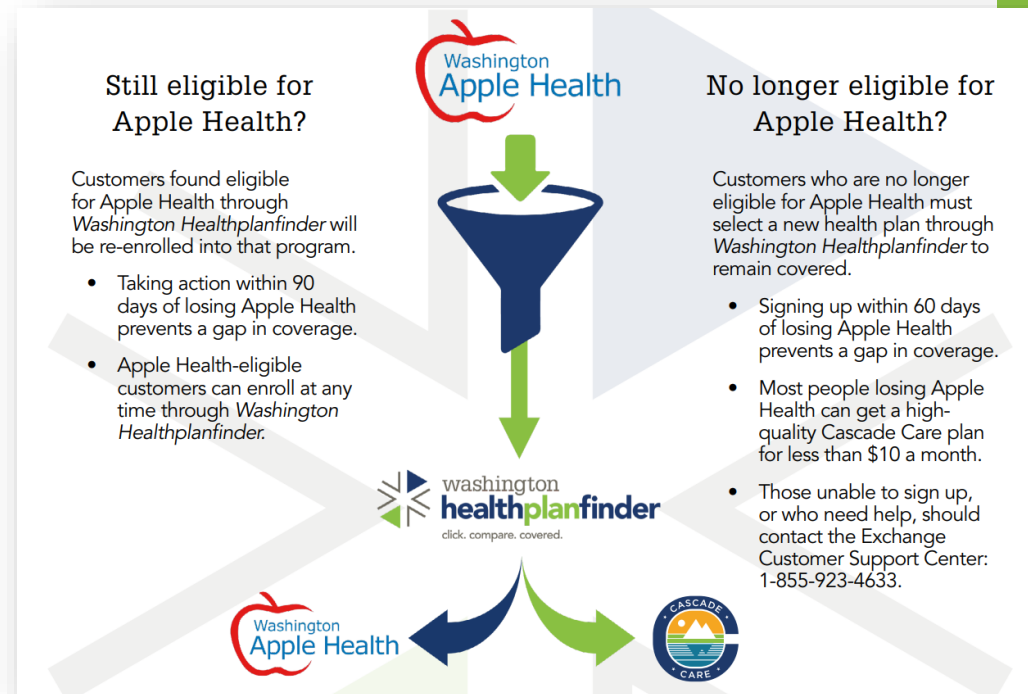 Washington
Apple Health
Still eligible for
Apple Health?
Customers found eligible
for Apple Health through
Washington Healthplanfinder will
be re-enrolled into that program.
• Taking action within 90
days of losing Apple Health
prevents a gap in coverage.
• Apple Health-eligible
customers can enroll at any
time through Washington
Healthplanfinder.
No longer eligible for
Apple Health?
Customers who are no longer
eligible for Apple Health must
select a new health plan through
Washington Healthplanfinder to
remain covered.
• Signing up within 60 days
of losing Apple Health
prevents a gap in coverage.
• Most people losing Apple
Health can get a high-
quality Cascade Care plan
for less than $10 a month.
• Those unable to sign up,
or who need help, should
contact the Exchange
Customer Support Center:
1-855-923-4633.
washington
healthplanfinder
click. compare. covered.
Washington
Apple Health
CASCADE
CARE